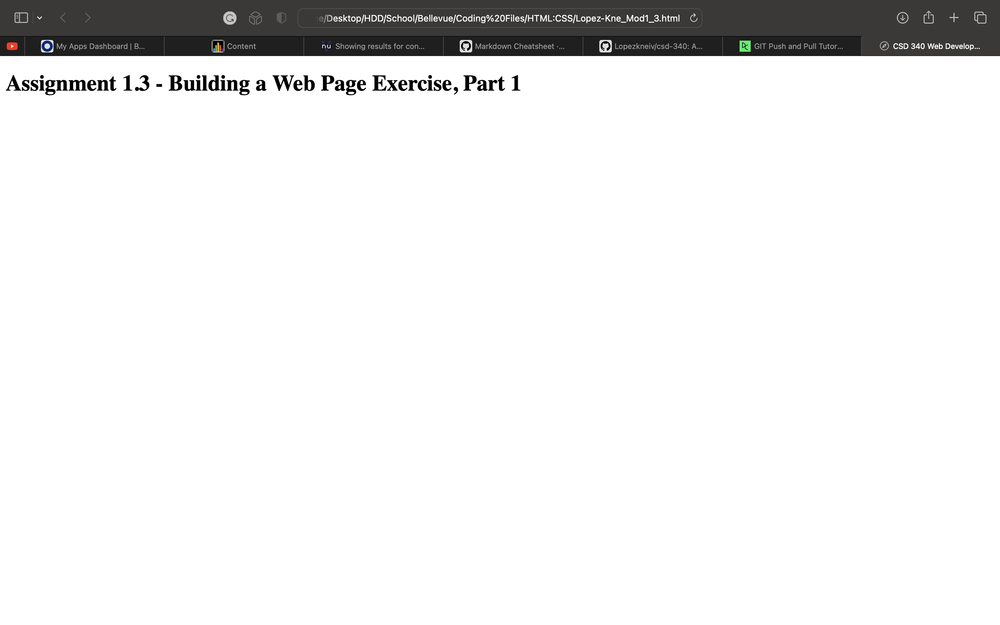 e/Desktop/HDD/School/Bellevue/Coding%20Files/HTML:CSS/Lopez-Kne_Mod1_3.html
My Apps Dashboard | B...
Content
nu Showing results for con...
Markdown Cheatsheet ·...
Lopezkneiv/csd-340: A...
GIT Push and Pull Tutor...
CSD 340 Web Develop...
Assignment 1.3 - Building a Web Page Exercise, Part 1